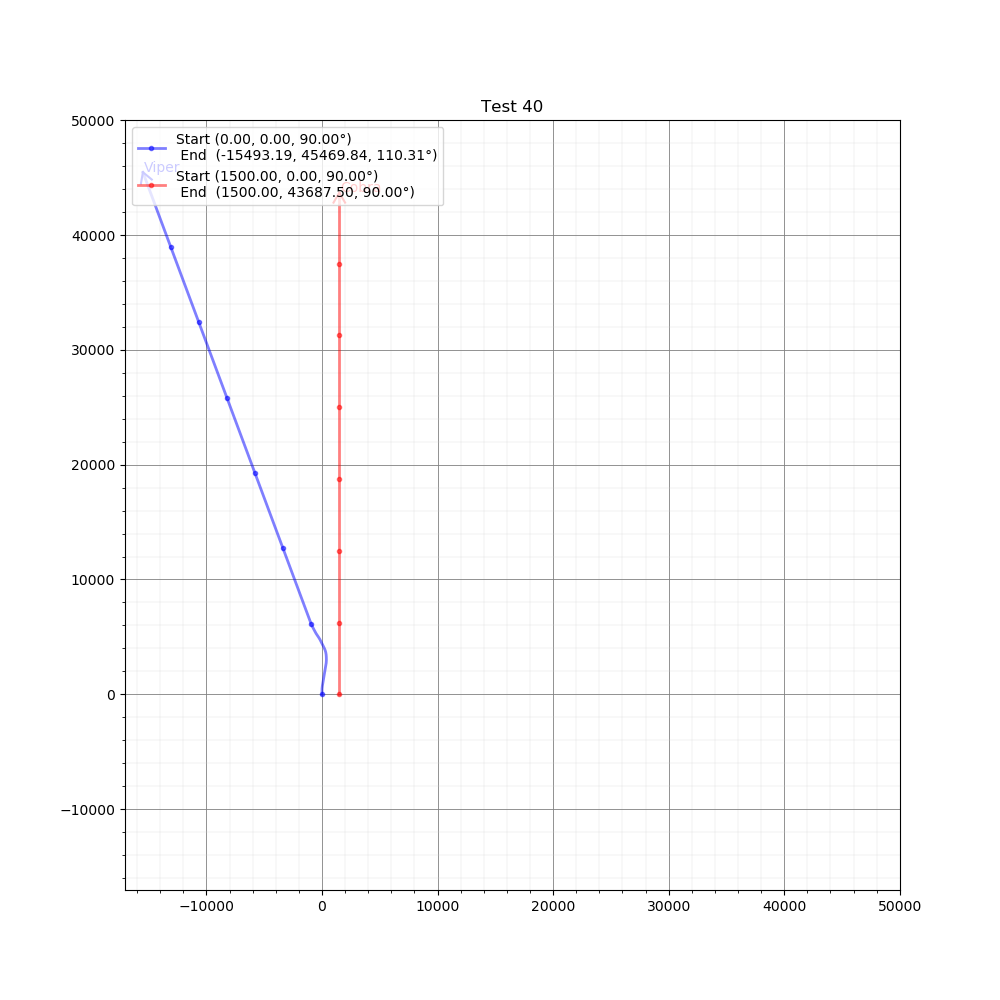 Test 40
Start (0.00, 0.00, 90.00°)
End (-15493.19, 45469.84, 110.31°)
Start (1500.00, 0.00, 90.00°)
End (1500.00, 43687.50, 90.00°)
Viper
50000
40000
30000
20000
10000
0
−10000
−10000 0 10000 20000 30000 40000 50000